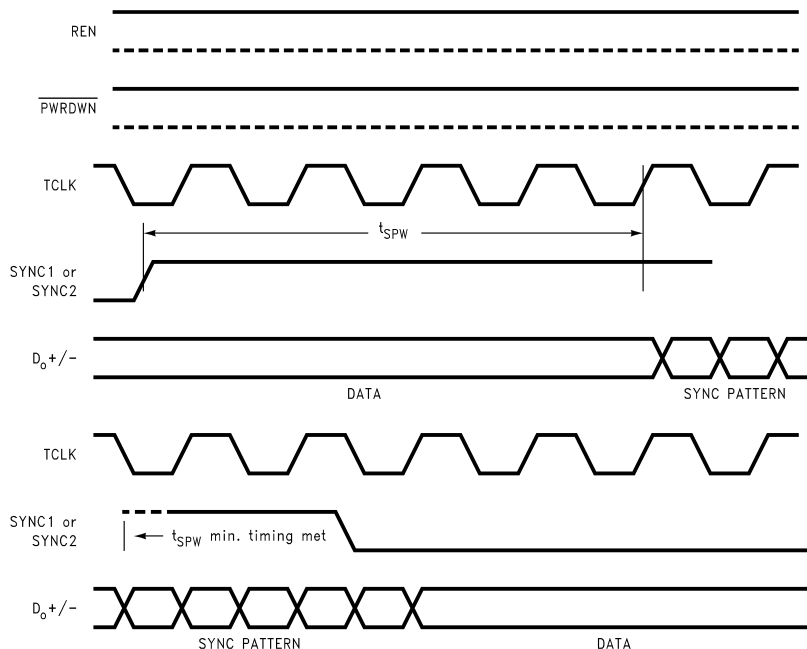 REN
PWRDWN
TCLK
tSPW
SYNC1 or
SYNC2
Do+/-
DATA
SYNC PATTERN
TCLK
SYNC1 or
SYNC2
tSPW min. timing met
Do+/-
SYNC PATTERN
DATA